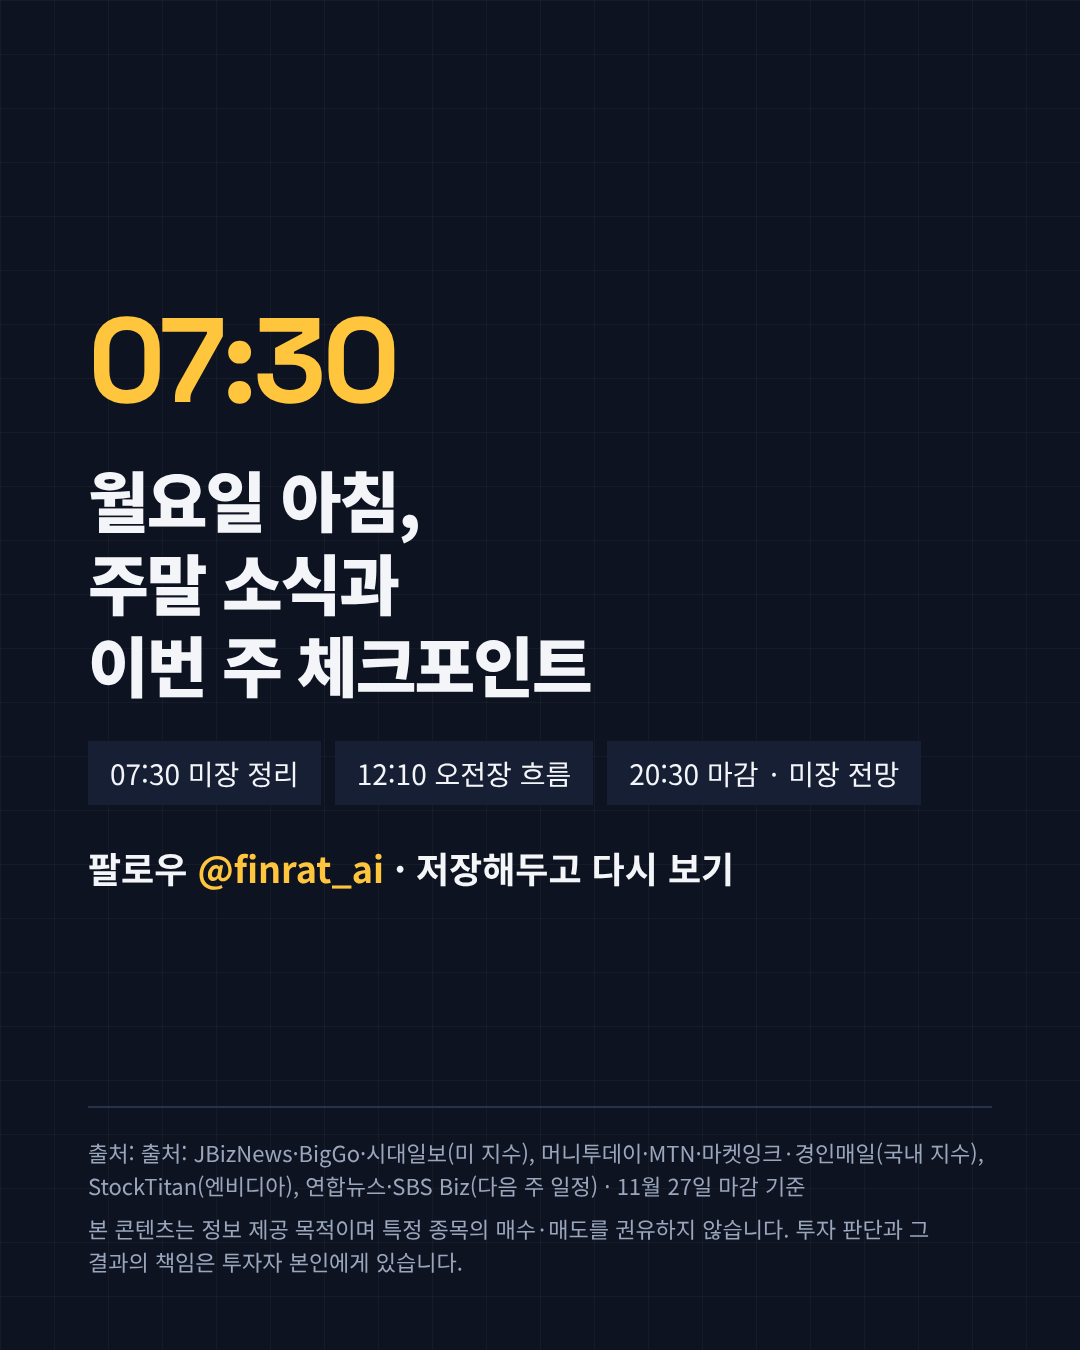 07:30
월요일 아침,
주말 소식과
이번 주 체크포인트
07:30 미장 정리
12:10 오전장 흐름
20:30 마감 · 미장 전망
팔로우 @finrat_ai · 저장해두고 다시 보기
출처: 출처: JBizNews·BigGo·시대일보(미 지수), 머니투데이·MTN·마켓잉크·경인매일(국내 지수),
StockTitan(엔비디아), 연합뉴스·SBS Biz(다음 주 일정) · 11월 27일 마감 기준
본 콘텐츠는 정보 제공 목적이며 특정 종목의 매수·매도를 권유하지 않습니다. 투자 판단과 그
결과의 책임은 투자자 본인에게 있습니다.